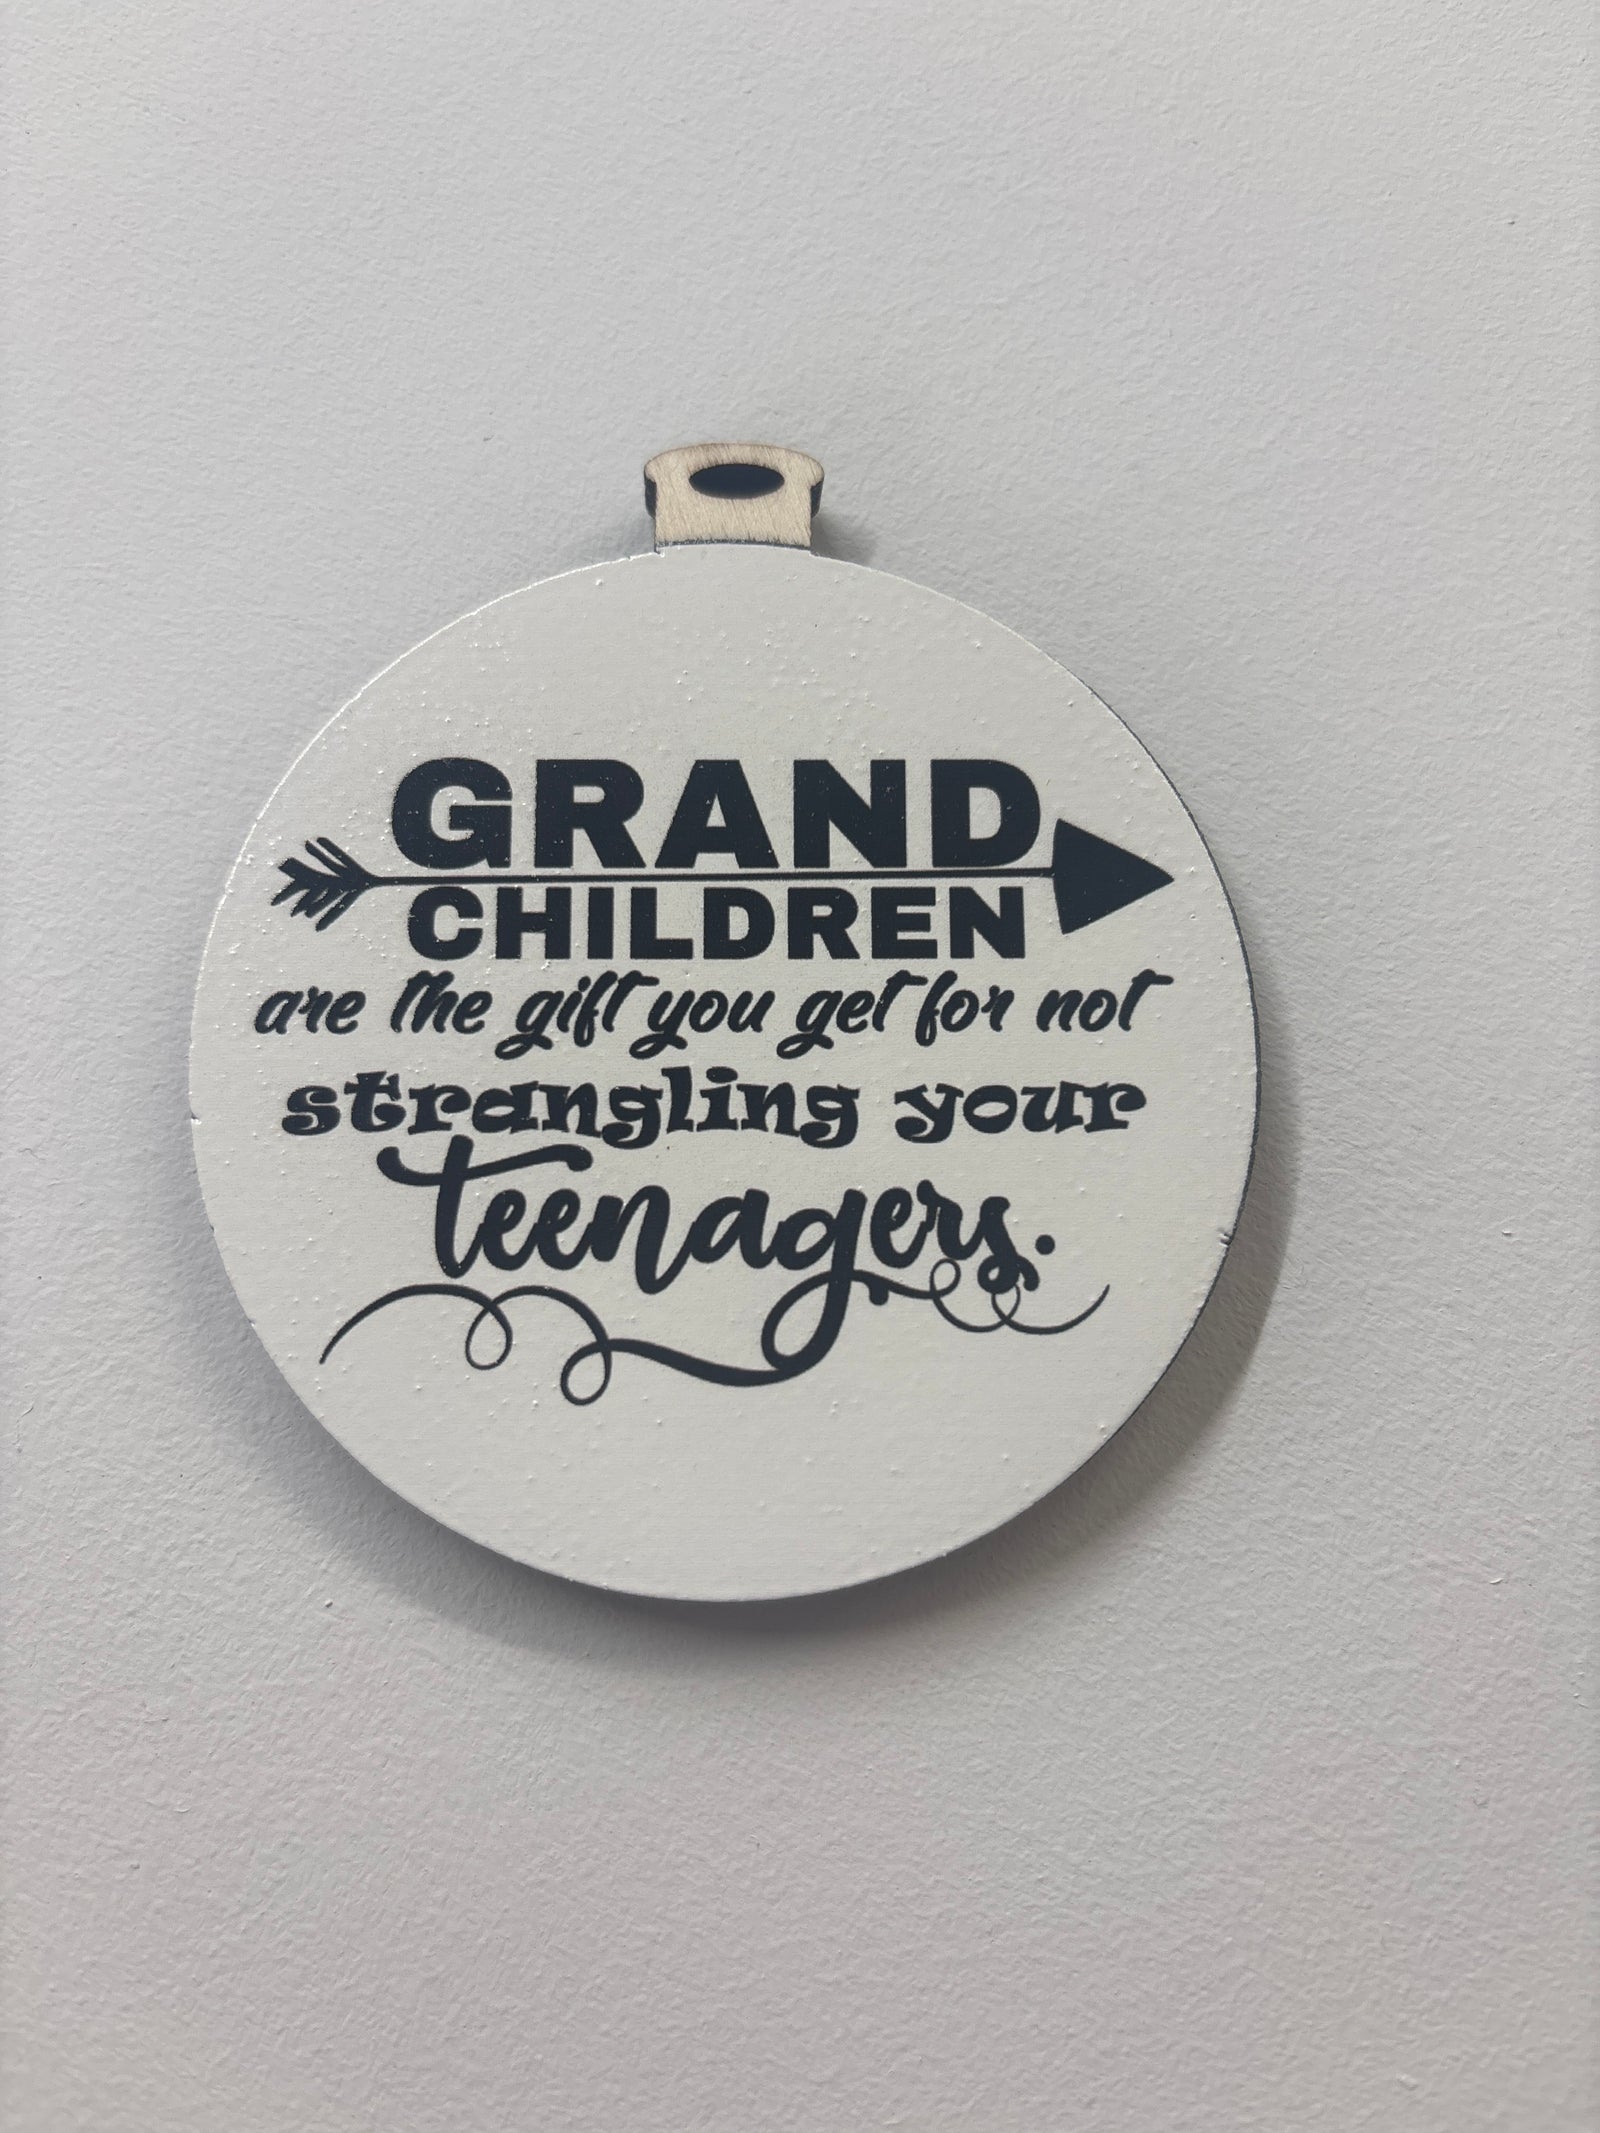 GRAND
CHILDREN
are the gift you get for not
strangling your
teenagers.